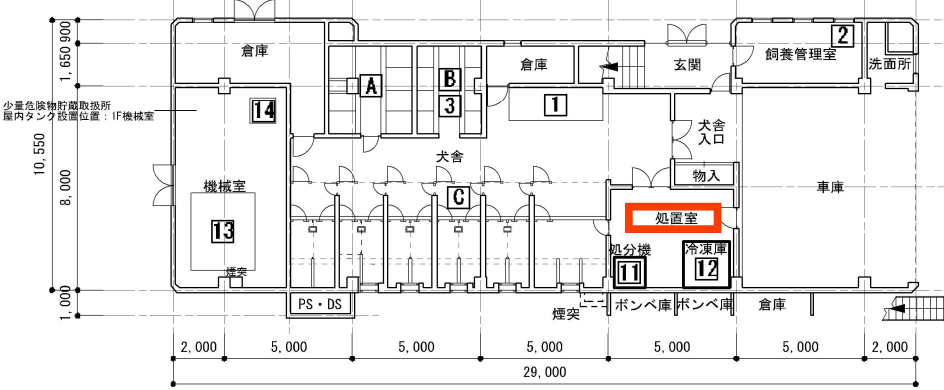 倉庫
A
B
3
倉庫
玄関
2
飼養管理室
洗面所
少量危険物貯蔵取扱所
屋内タンク設置位置：1F機械室
14
1
犬舎
犬舎
入口
物入
車庫
機械室
C
処置室
13
煙突
処分機
11
冷凍庫
12
PS・DS
煙突
ボンベ庫
ボンベ庫
倉庫
900
1,650
8,000
1,000
10,550
2,000
5,000
5,000
5,000
5,000
5,000
2,000
29,000